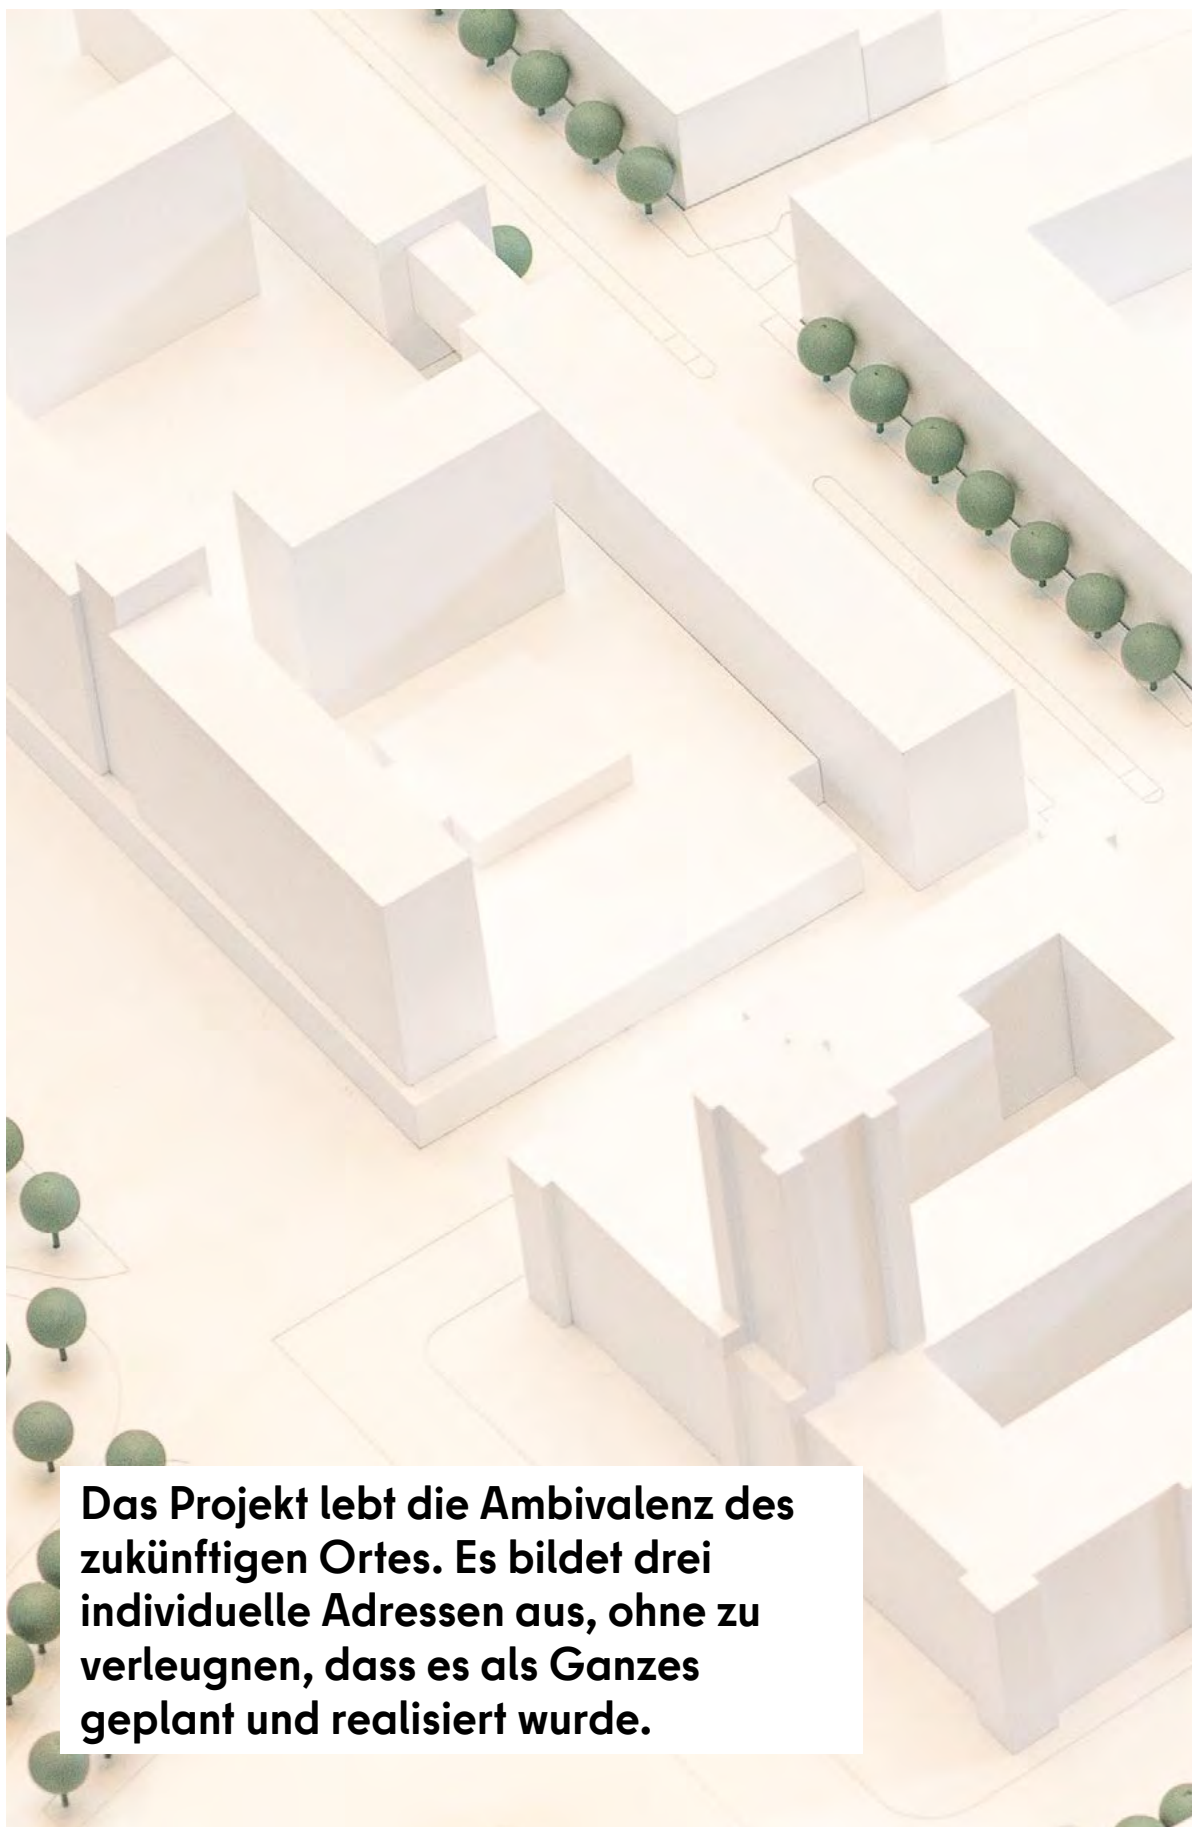 Das Projekt lebt die Ambivalenz des
zukünftigen Ortes. Es bildet drei
individuelle Adressen aus, ohne zu
verleugnen, dass es als Ganzes
geplant und realisiert wurde.